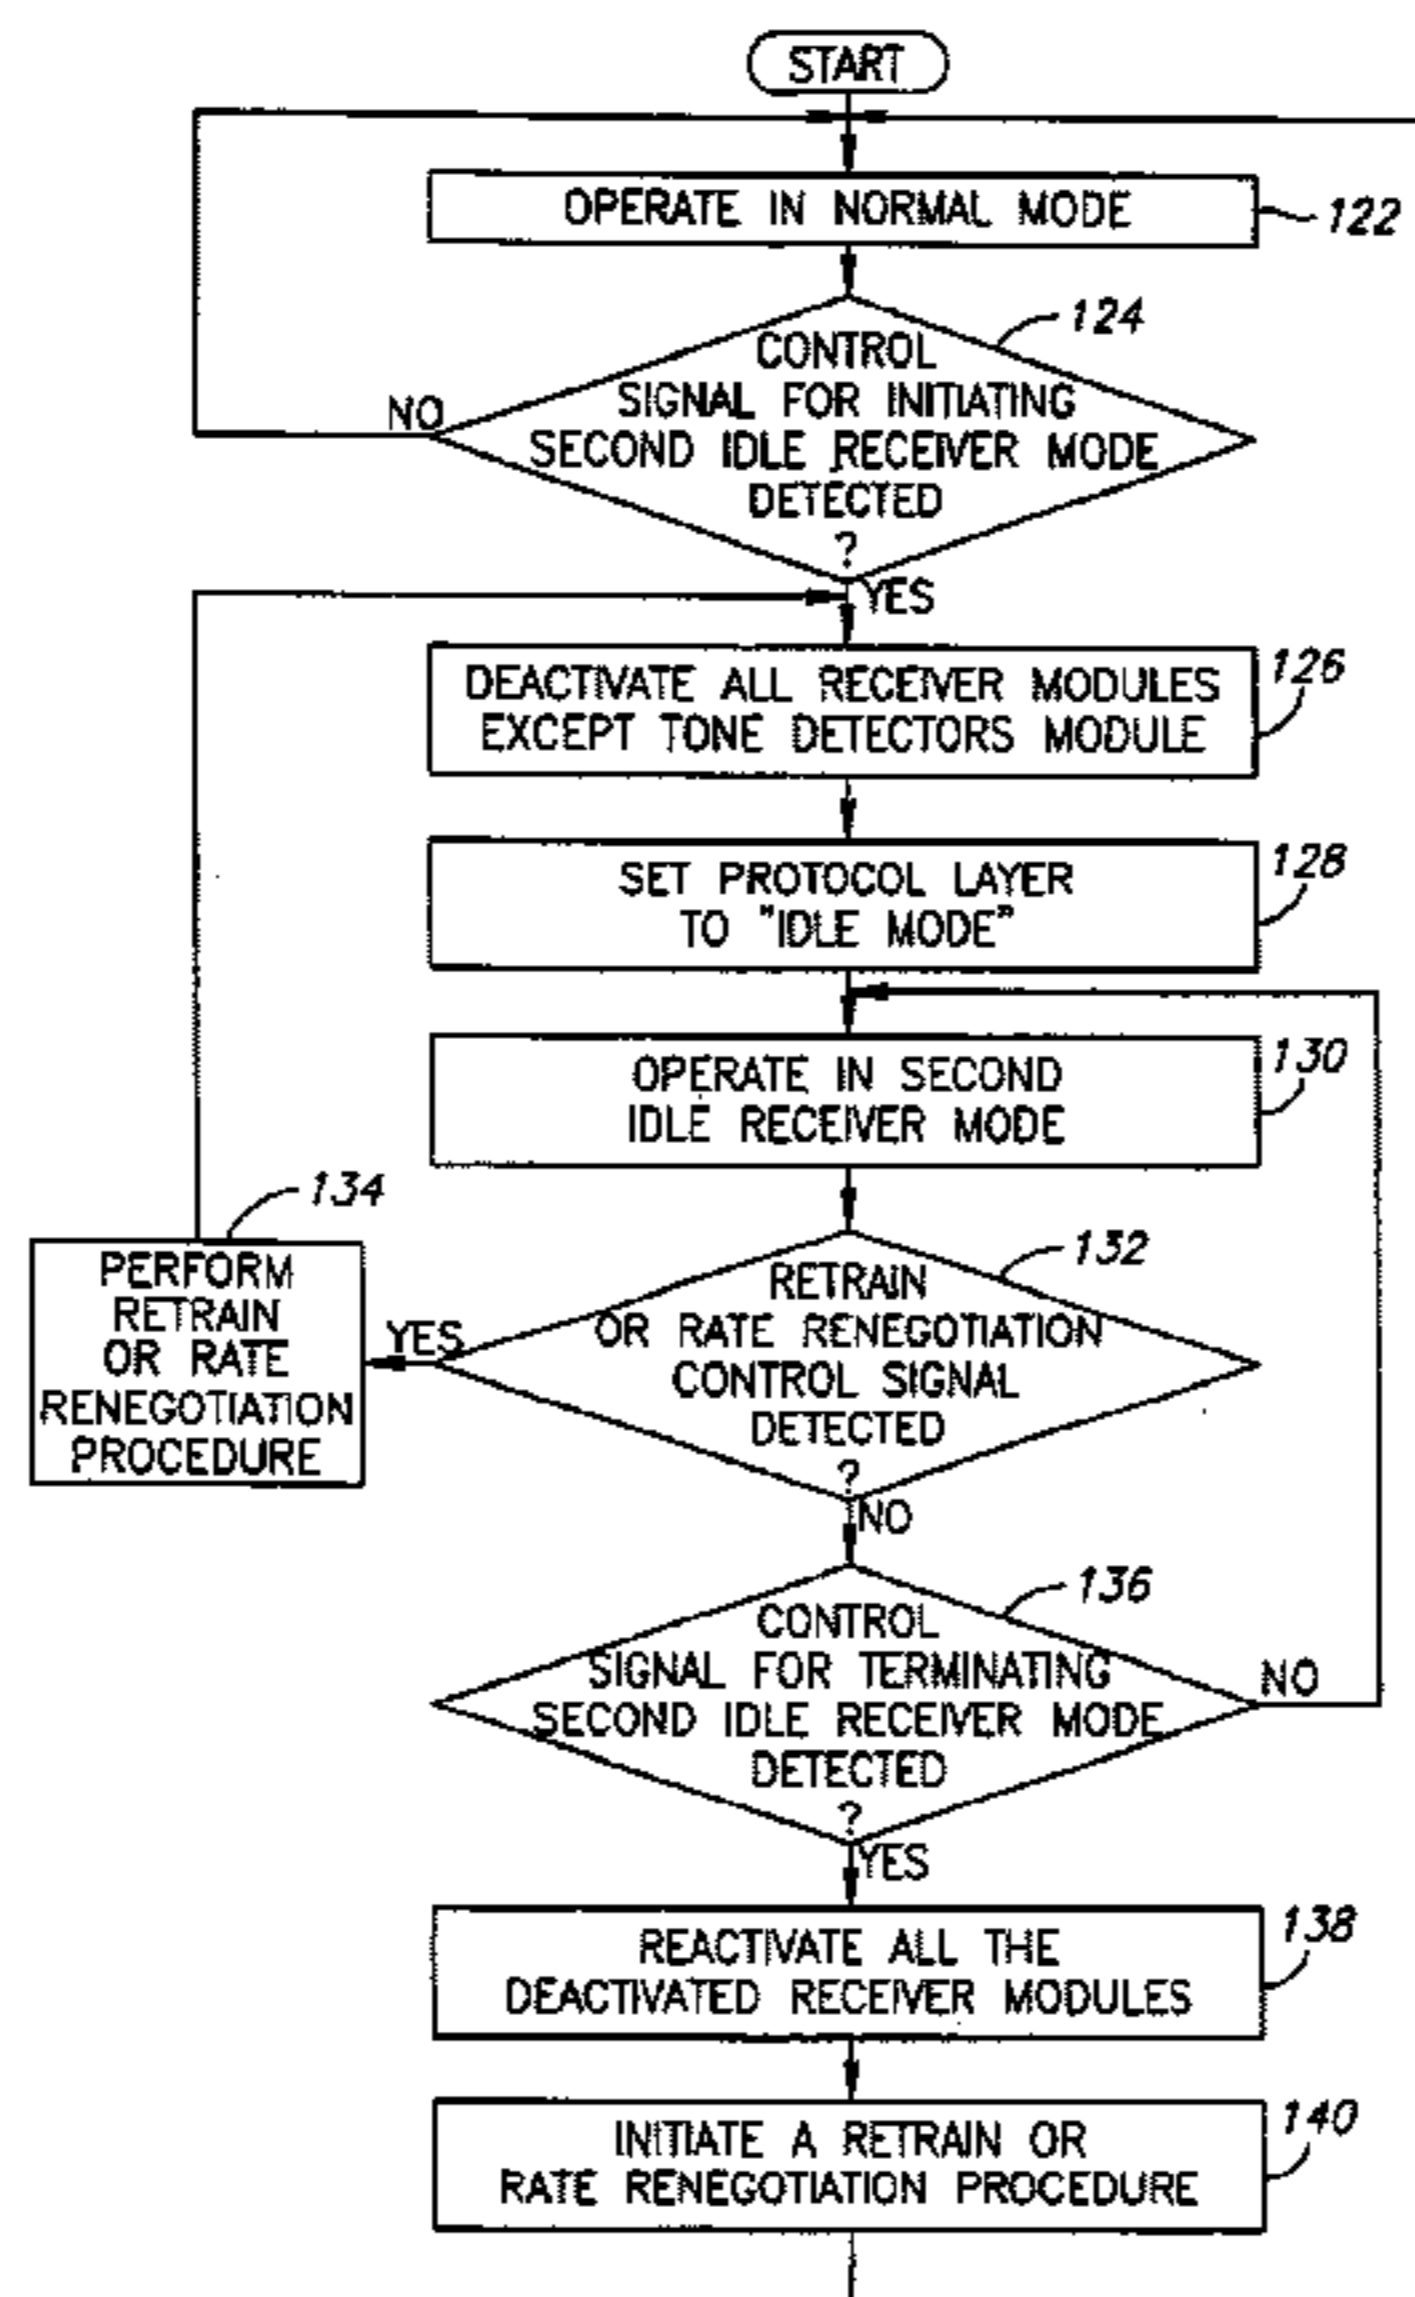 START
OPERATE IN NORMAL MODE
122
124
CONTROL
SIGNAL FOR INITIATING
SECOND IDLE RECEIVER MODE
DETECTED
?
NO
YES
DEACTIVATE ALL RECEIVER MODULES
EXCEPT TONE DETECTORS MODULE
126
SET PROTOCOL LAYER
TO "IDLE MODE"
128
OPERATE IN SECOND
IDLE RECEIVER MODE
130
132
RETRAIN
OR RATE RENEGOTIATION
CONTROL SIGNAL
DETECTED
?
YES
134
PERFORM
RETRAIN
OR RATE
RENEGOTIATION
PROCEDURE
NO
136
CONTROL
SIGNAL FOR TERMINATING
SECOND IDLE RECEIVER MODE
DETECTED
?
NO
YES
REACTIVATE ALL THE
DEACTIVATED RECEIVER MODULES
138
INITIATE A RETRAIN OR
RATE RENEGOTIATION PROCEDURE
140